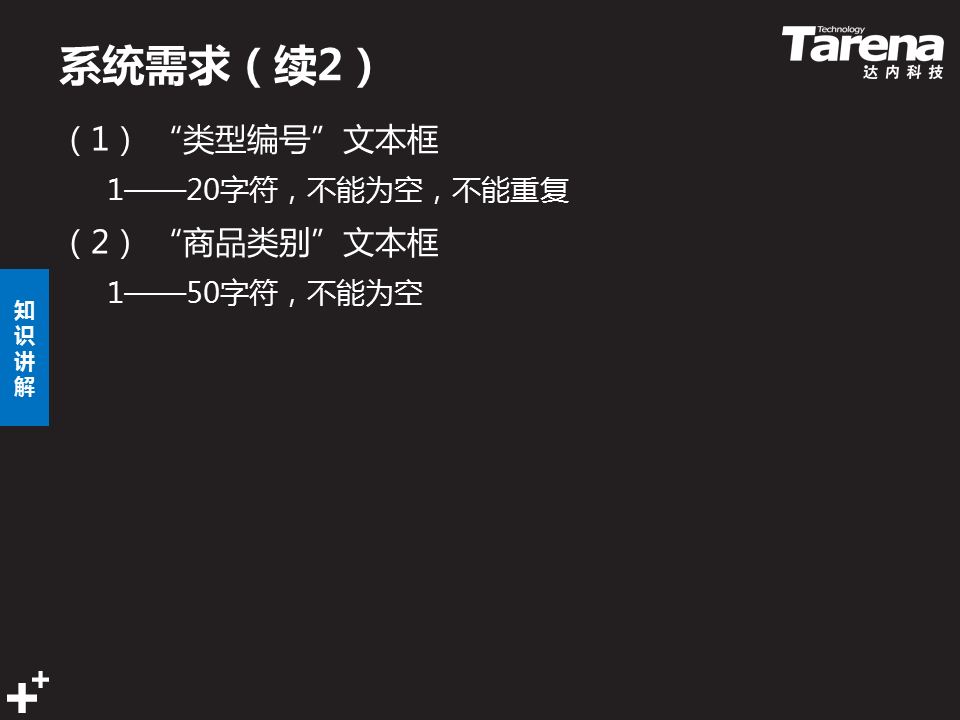 系统需求（续2）
Technology
Tarena
达内科技
（1）“类型编号”文本框
1——20字符，不能为空，不能重复
（2）“商品类别”文本框
1——50字符，不能为空
知识讲解